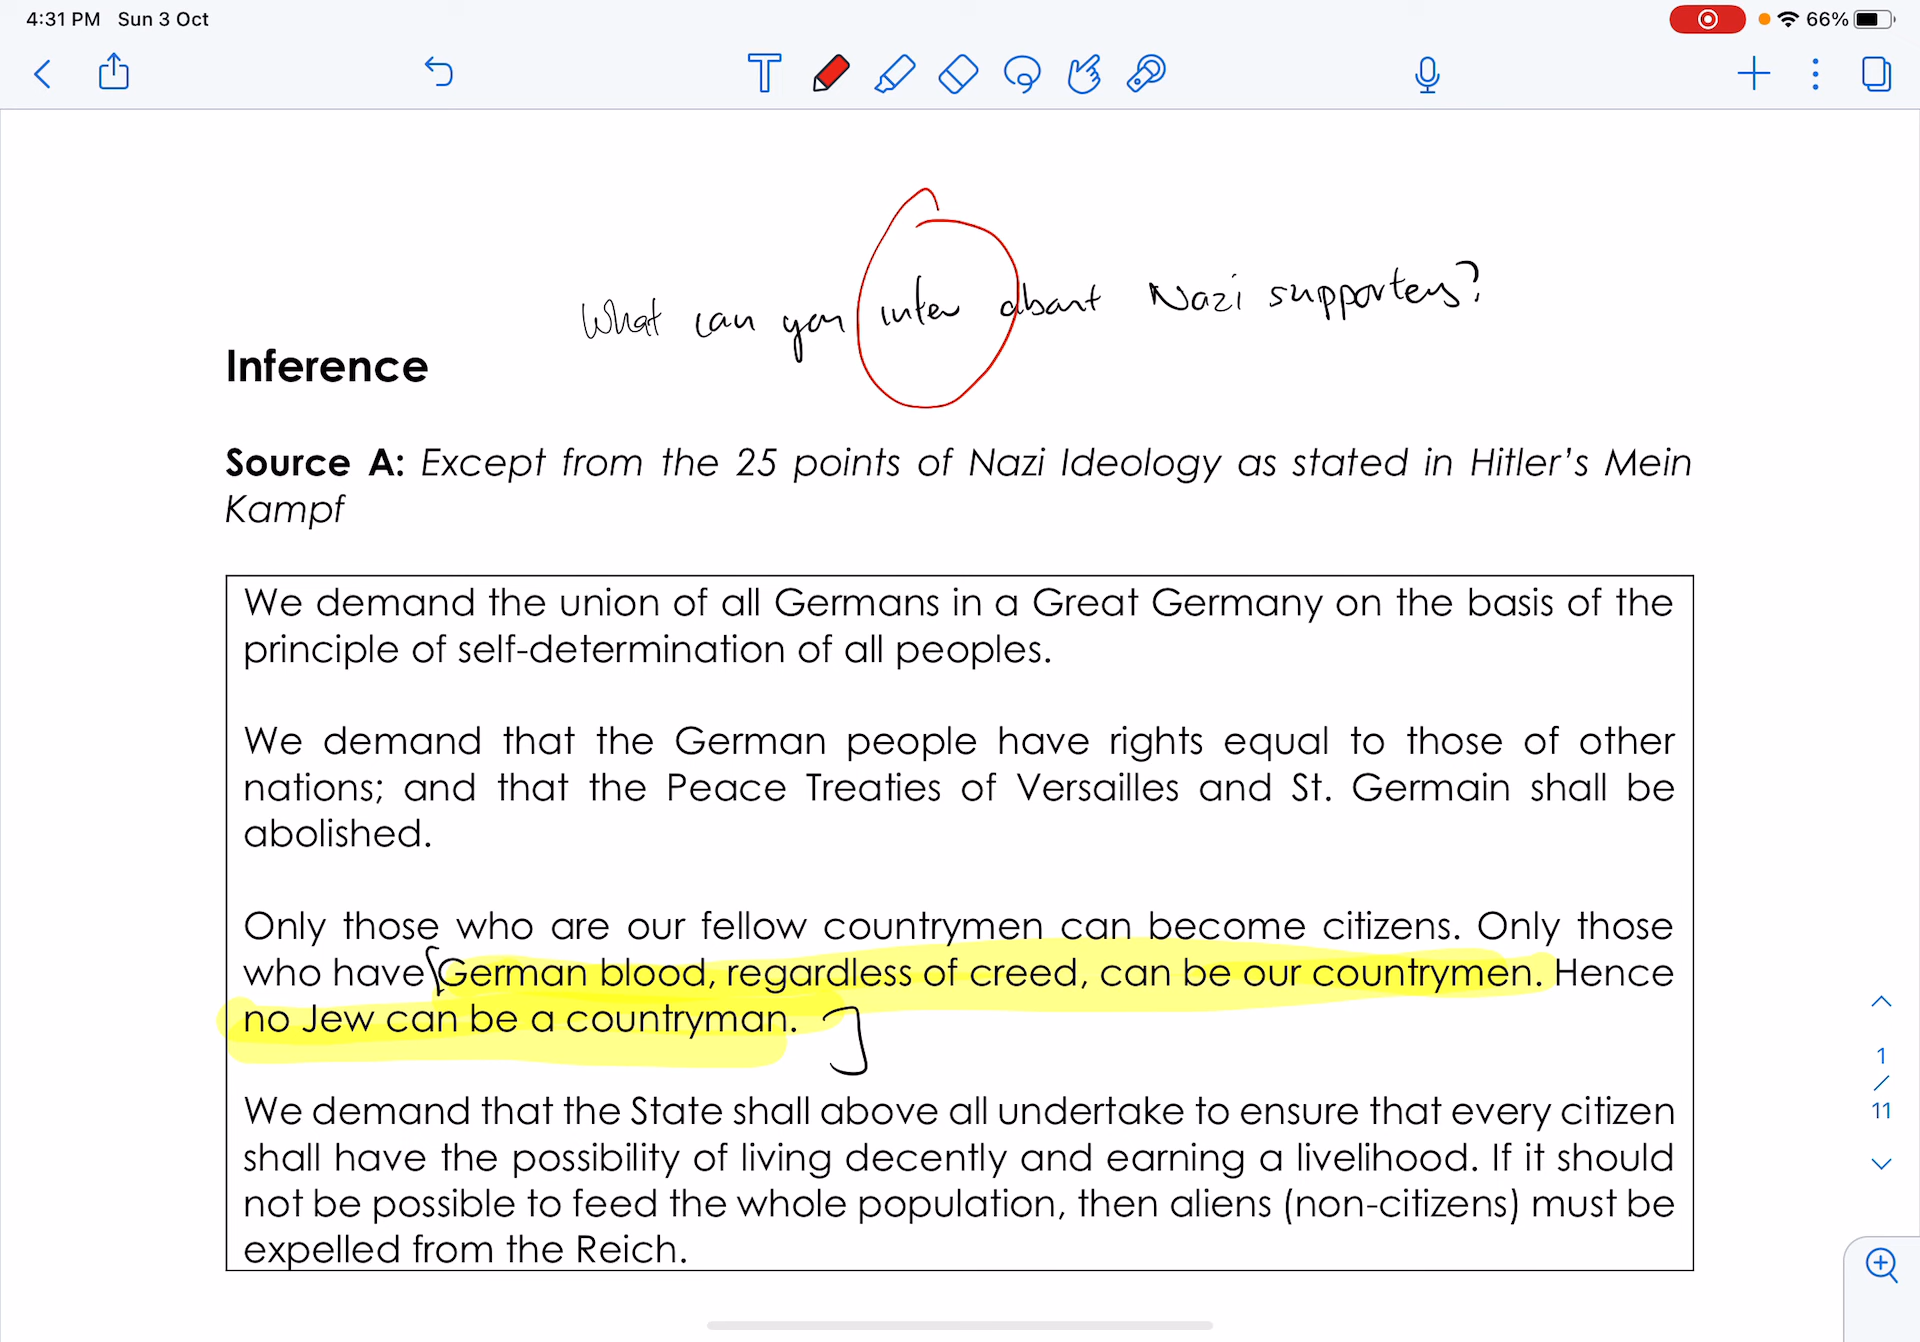 4:31 PM Sun 3 Oct
66%
What can you infer about Nazi supporters?
Inference
Source A: Except from the 25 points of Nazi Ideology as stated in Hitler's Mein
Kampf
We demand the union of all Germans in a Great Germany on the basis of the
principle of self-determination of all peoples.
We demand that the German people have rights equal to those of other
nations; and that the Peace Treaties of Versailles and St. Germain shall be
abolished.
Only those who are our fellow countrymen can become citizens. Only those
who have German blood, regardless of creed, can be our countrymen. Hence
no Jew can be a countryman.
We demand that the State shall above all undertake to ensure that every citizen
shall have the possibility of living decently and earning a livelihood. If it should
not be possible to feed the whole population, then aliens (non-citizens) must be
expelled from the Reich.
1
/
11